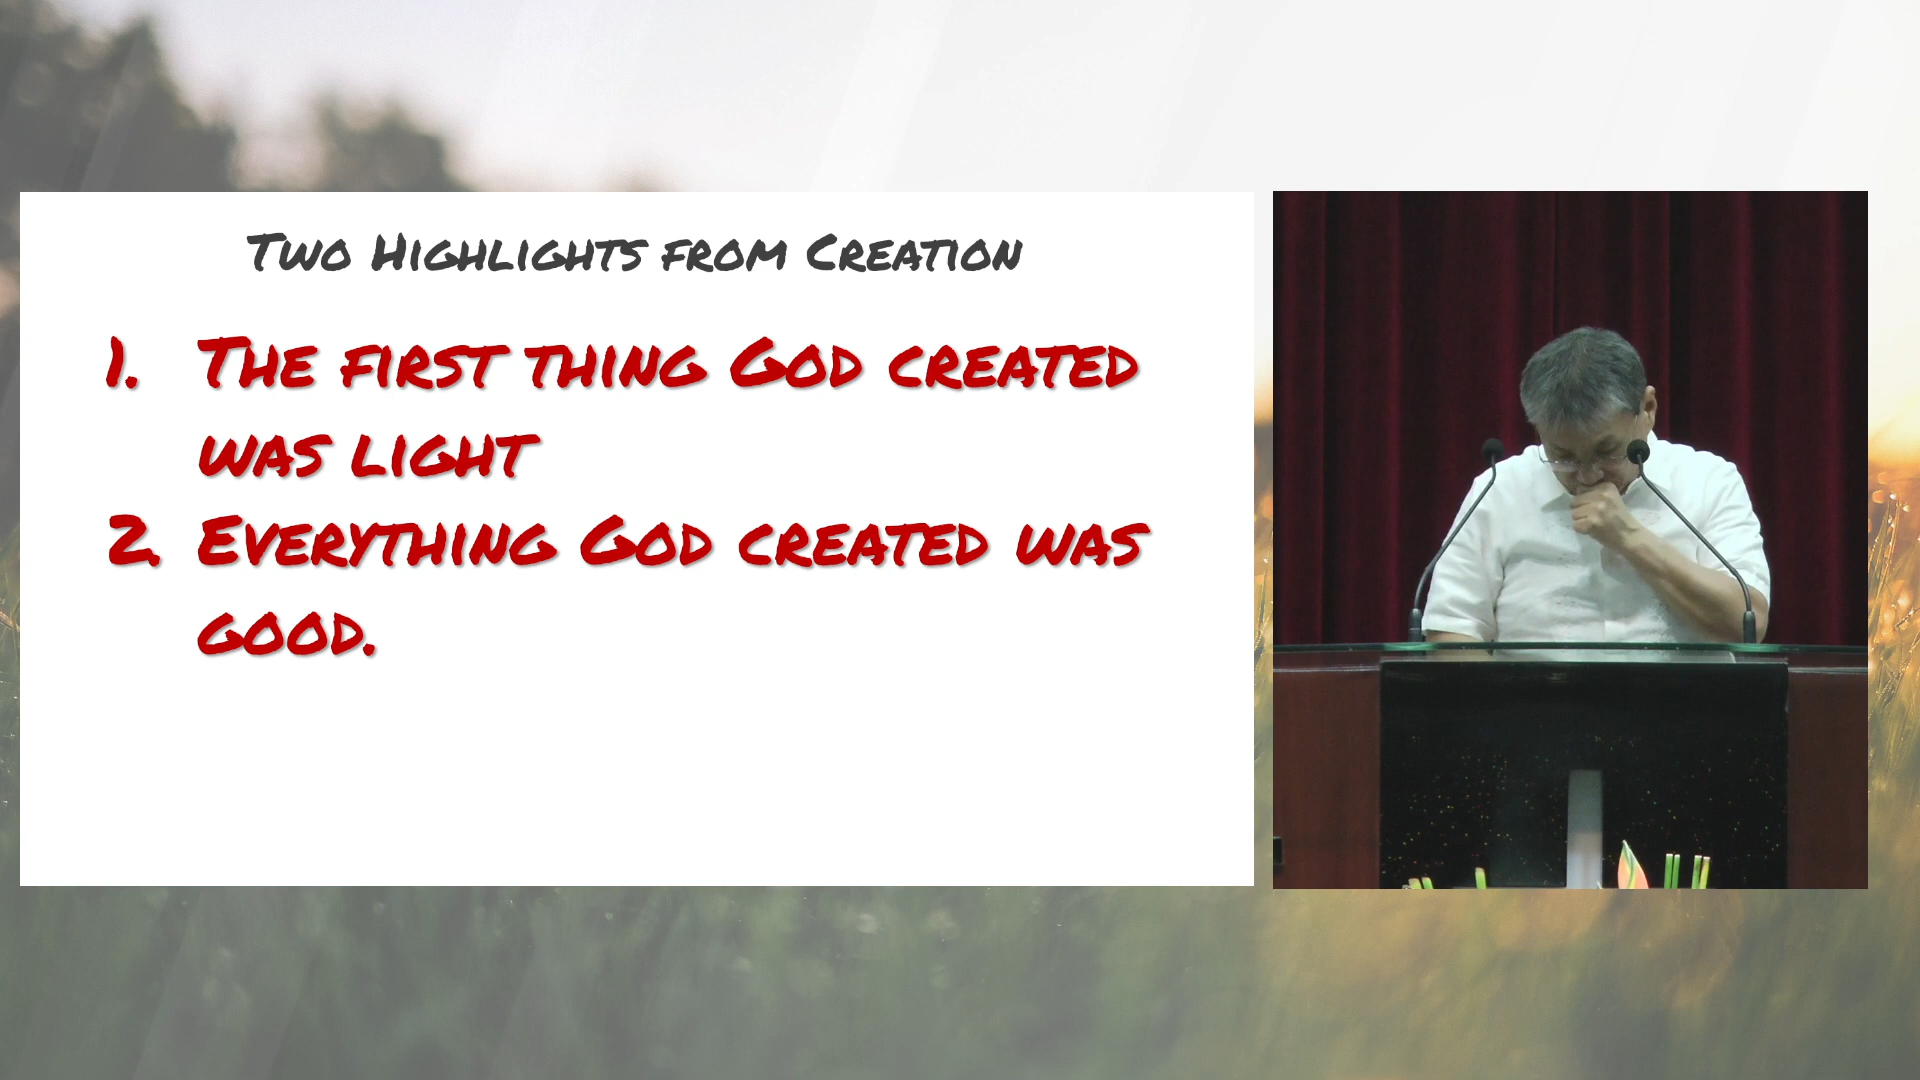 Two Highlights from Creation
1. The first thing God created
was light
2. Everything God created was
good.